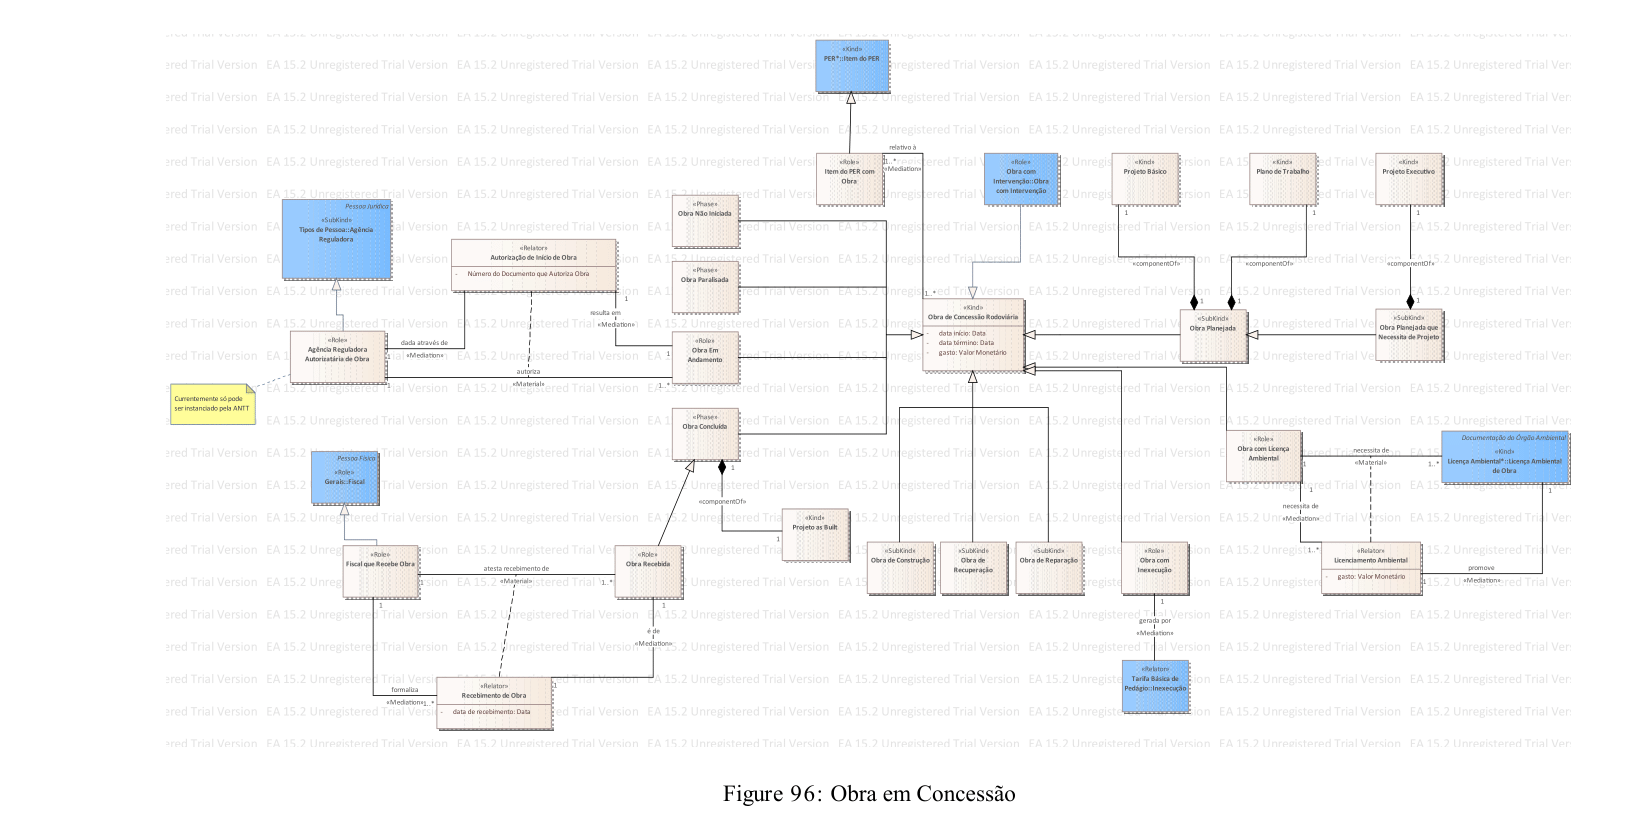 «Kind»
PER*::Item do PER
«Role»
Item do PER com
Obra
1..*
relativo à
«Mediation»
1..*
«Role»
Obra com
Intervenção::Obra
com Intervenção
«Kind»
Projeto Básico
1
«Kind»
Plano de Trabalho
1
«Kind»
Projeto Executivo
1
«componentOf»
1
«componentOf»
1
«componentOf»
1
Pessoa Jurídica
«SubKind»
Tipos de Pessoa::Agência
Reguladora
«Relator»
Autorização de Início de Obra
- Número do Documento que Autoriza Obra
1
resulta em
«Mediation»
1
«Phase»
Obra Não Iniciada
«Phase»
Obra Paralisada
«Role»
Obra Em
Andamento
1..*
«Phase»
Obra Concluída
1
«Role»
Agência Reguladora
Autorizatária de Obra
1
1
dada através de
«Mediation»
autoriza
«Material»
Currentemente só pode
ser instanciado pela ANTT
«Kind»
Obra de Concessão Rodoviária
- data início: Data
- data término: Data
- gasto: Valor Monetário
«SubKind»
Obra Planejada
«SubKind»
Obra Planejada que
Necessita de Projeto
«Role»
Obra com Licença
Ambiental
1
1
necessita de
«Material»
1..*
Documentação de Órgão Ambiental
«Kind»
Licença Ambiental*::Licença Ambiental
de Obra
1
necessita de
«Mediation»
1..*
«Relator»
Licenciamento Ambiental
- gasto: Valor Monetário
1
promove
«Mediation»
Pessoa Física
«Role»
Gerais::Fiscal
«componentOf»
1
«Kind»
Projeto as Built
«SubKind»
Obra de Construção
«SubKind»
Obra de
Recuperação
«SubKind»
Obra de Reparação
«Role»
Obra com
Inexecução
1
gerada por
«Mediation»
«Relator»
Tarifa Básica de
Pedágio::Inexecução
«Role»
Fiscal que Recebe Obra
1
1
atesta recebimento de
«Material»
1..*
«Role»
Obra Recebida
1
é de
«Mediation»
1
formaliza
«Mediation»
1..*
«Relator»
Recebimento de Obra
- data de recebimento: Data
EA 15.2 Unregistered Trial Version
Figure 96: Obra em Concessão